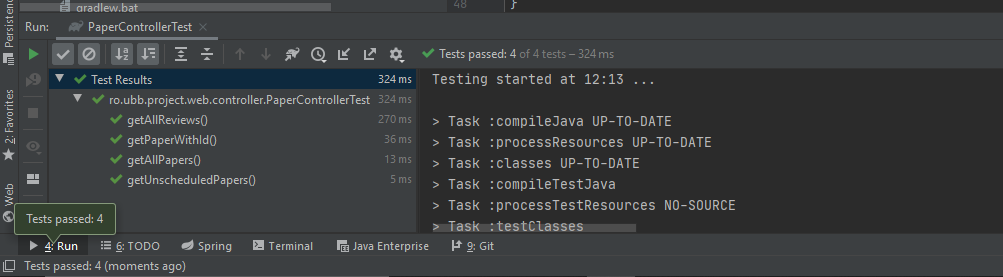 gradlew.bat
48
}
Persistence
Run: PaperControllerTest
Tests passed: 4 of 4 tests – 324 ms
Test Results 324 ms
ro.ubb.project.web.controller.PaperControllerTest 324 ms
getAllReviews() 270 ms
getPaperWithId() 36 ms
getAllPapers() 13 ms
getUnscheduledPapers() 5 ms
Testing started at 12:13 ...
> Task :compileJava UP-TO-DATE
> Task :processResources UP-TO-DATE
> Task :classes UP-TO-DATE
> Task :compileTestJava
> Task :processTestResources NO-SOURCE
> Task :testClasses
2: Favorites
Web
Tests passed: 4
4: Run 6: TODO Spring Terminal Java Enterprise 9: Git
Tests passed: 4 (moments ago)